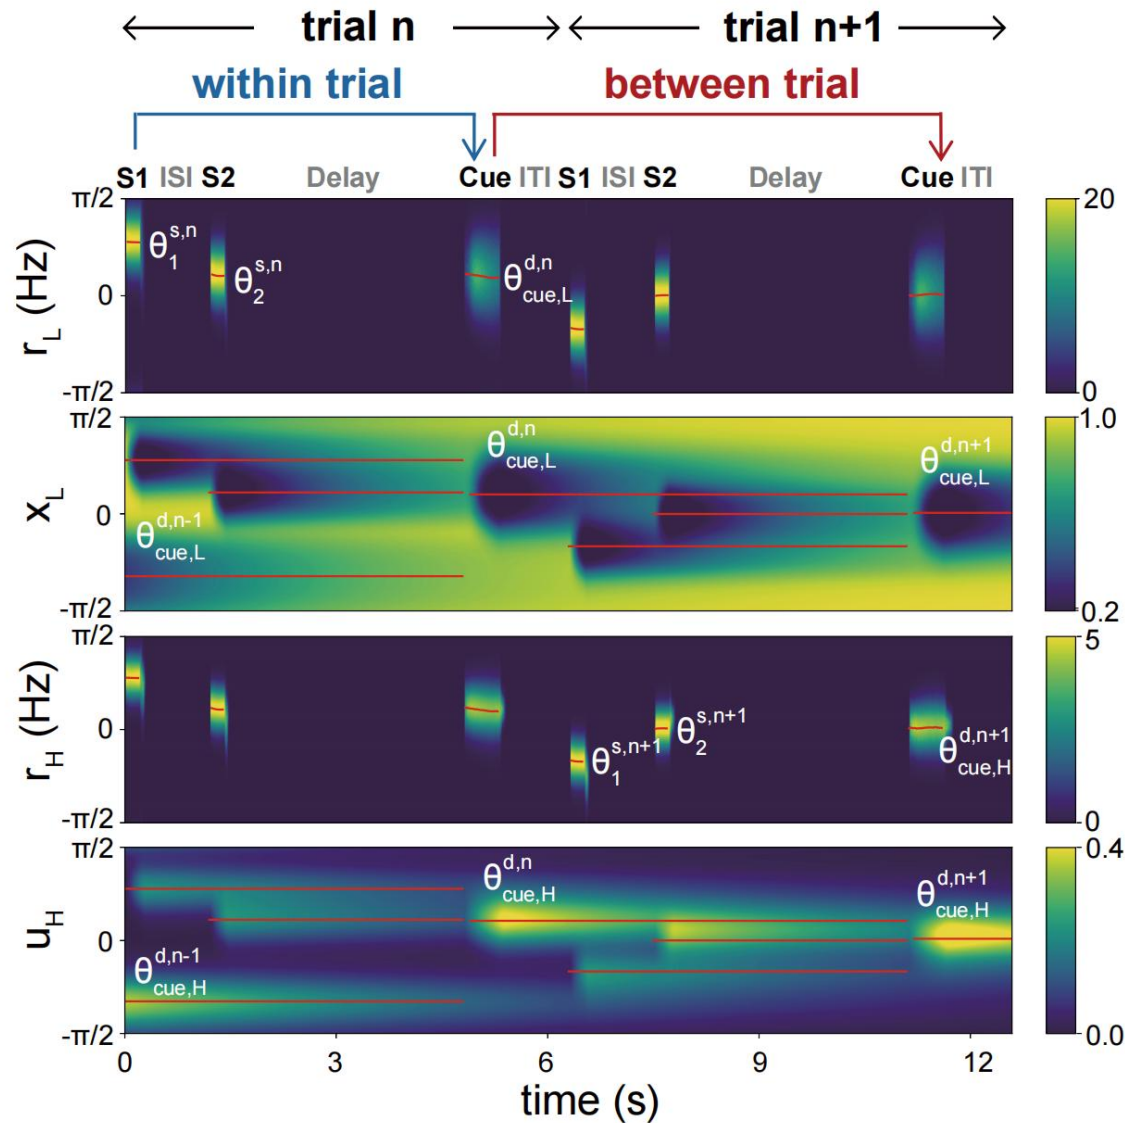 trial n trial n+1
within trial between trial
S1 ISI S2 Delay Cue ITI S1 ISI S2 Delay Cue ITI
π/2
0
-π/2
r_L (Hz)
θ_1^{s,n}
θ_2^{s,n}
θ_{cue,L}^{d,n}
20
0
π/2
0
-π/2
x_L
θ_{cue,L}^{d,n-1}
θ_{cue,L}^{d,n}
θ_{cue,L}^{d,n+1}
1.0
0.2
π/2
0
-π/2
r_H (Hz)
θ_1^{s,n+1}
θ_2^{s,n+1}
θ_{cue,H}^{d,n+1}
5
0
π/2
0
-π/2
u_H
θ_{cue,H}^{d,n-1}
θ_{cue,H}^{d,n}
θ_{cue,H}^{d,n+1}
0.4
0.0
0 3 6 9 12
time (s)